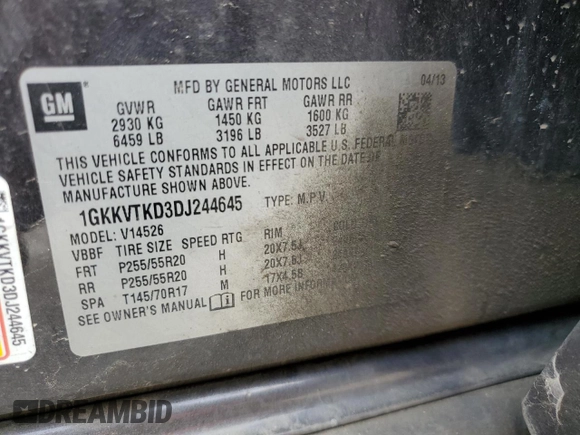 GM
MFD BY GENERAL MOTORS LLC
04/13
GVWR GAWR FRT GAWR RR
2930 KG 1450 KG 1600 KG
6459 LB 3196 LB 3527 LB
THIS VEHICLE CONFORMS TO ALL APPLICABLE U.S. FEDERAL
VEHICLE SAFETY STANDARDS IN EFFECT ON THE DATE OF
MANUFACTURE SHOWN ABOVE.
1GKKVTKD3DJ244645 TYPE: M.P.V.
MODEL: V14526
VBBF TIRE SIZE SPEED RTG RIM COLD
FRT P255/55R20 H 20X7.5J
RR P255/55R20 H 20X7.5J
SPA T145/70R17 M 17X4.5B
SEE OWNER'S MANUAL FOR MORE INFORMATION
1GKKVTKD3DJ244645
DREAMBID